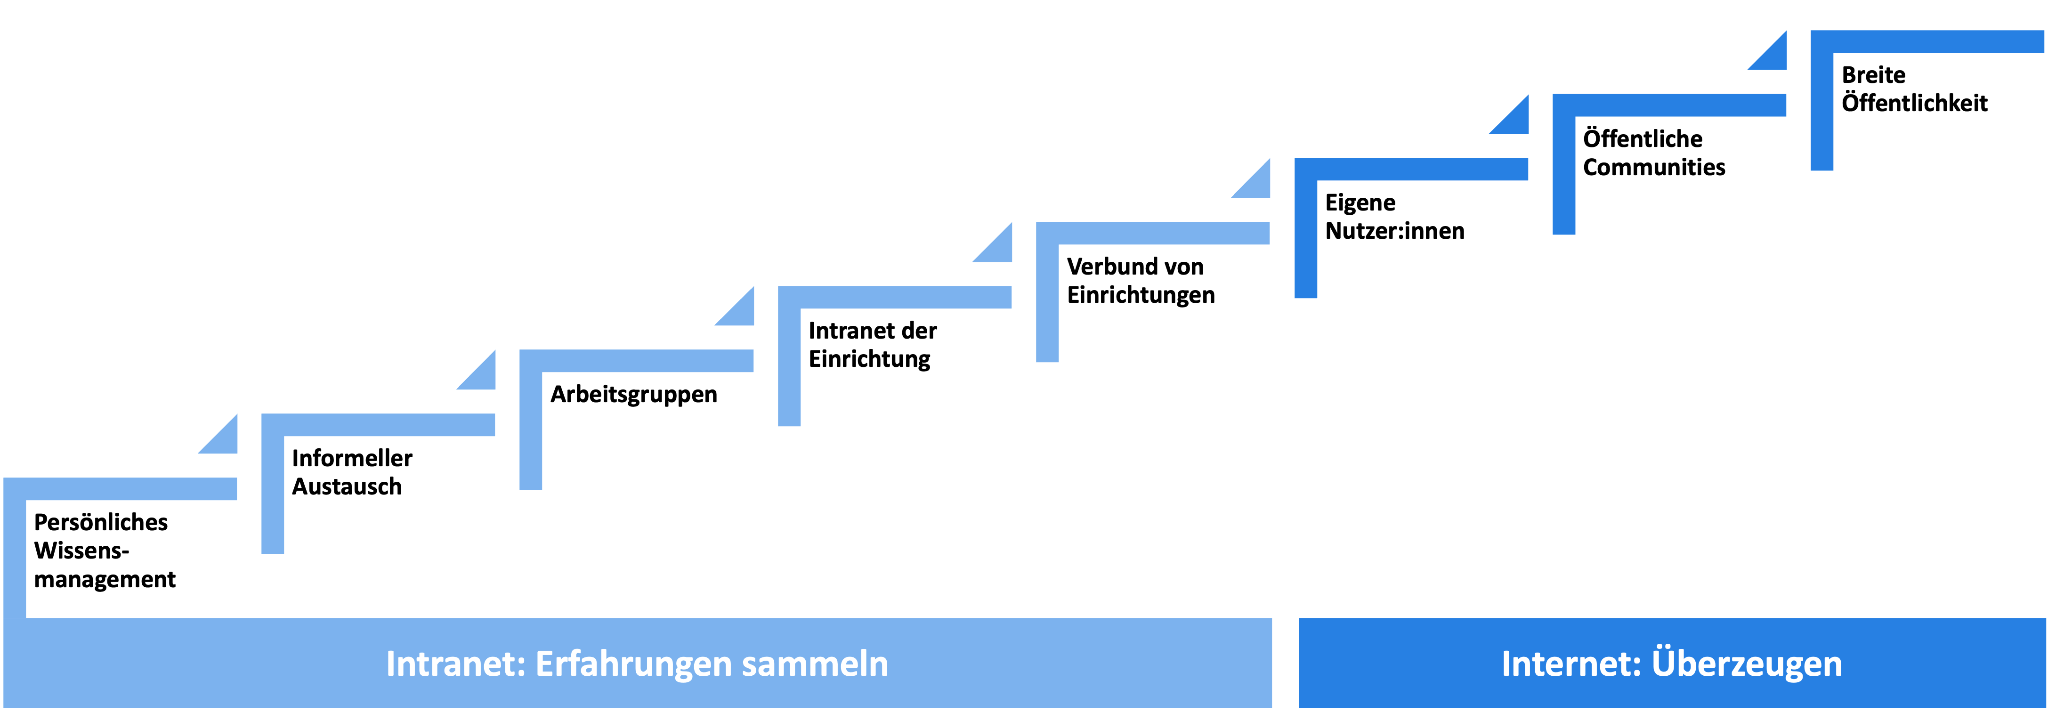 Persönliches
Wissens-
management
Informeller
Austausch
Arbeitsgruppen
Intranet der
Einrichtung
Verbund von
Einrichtungen
Eigene
Nutzer:innen
Öffentliche
Communities
Breite
Öffentlichkeit
Intranet: Erfahrungen sammeln
Internet: Überzeugen